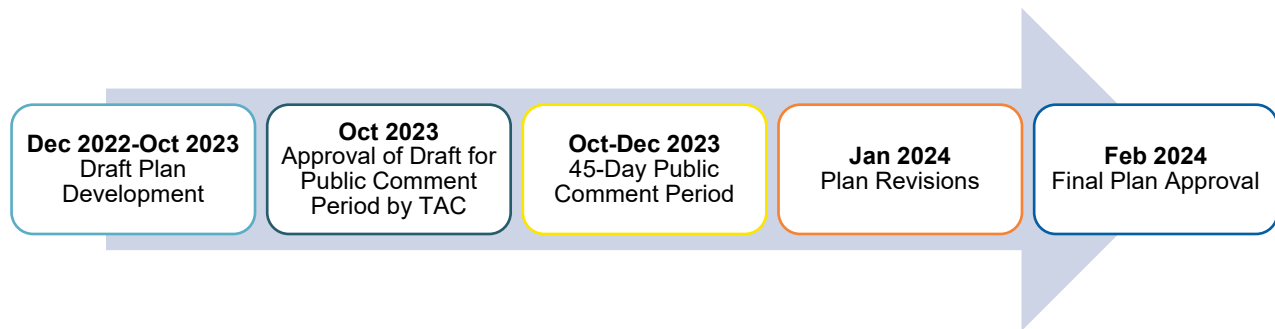 Dec 2022-Oct 2023
Draft Plan
Development
Oct 2023
Approval of Draft for
Public Comment
Period by TAC
Oct-Dec 2023
45-Day Public
Comment Period
Jan 2024
Plan Revisions
Feb 2024
Final Plan Approval